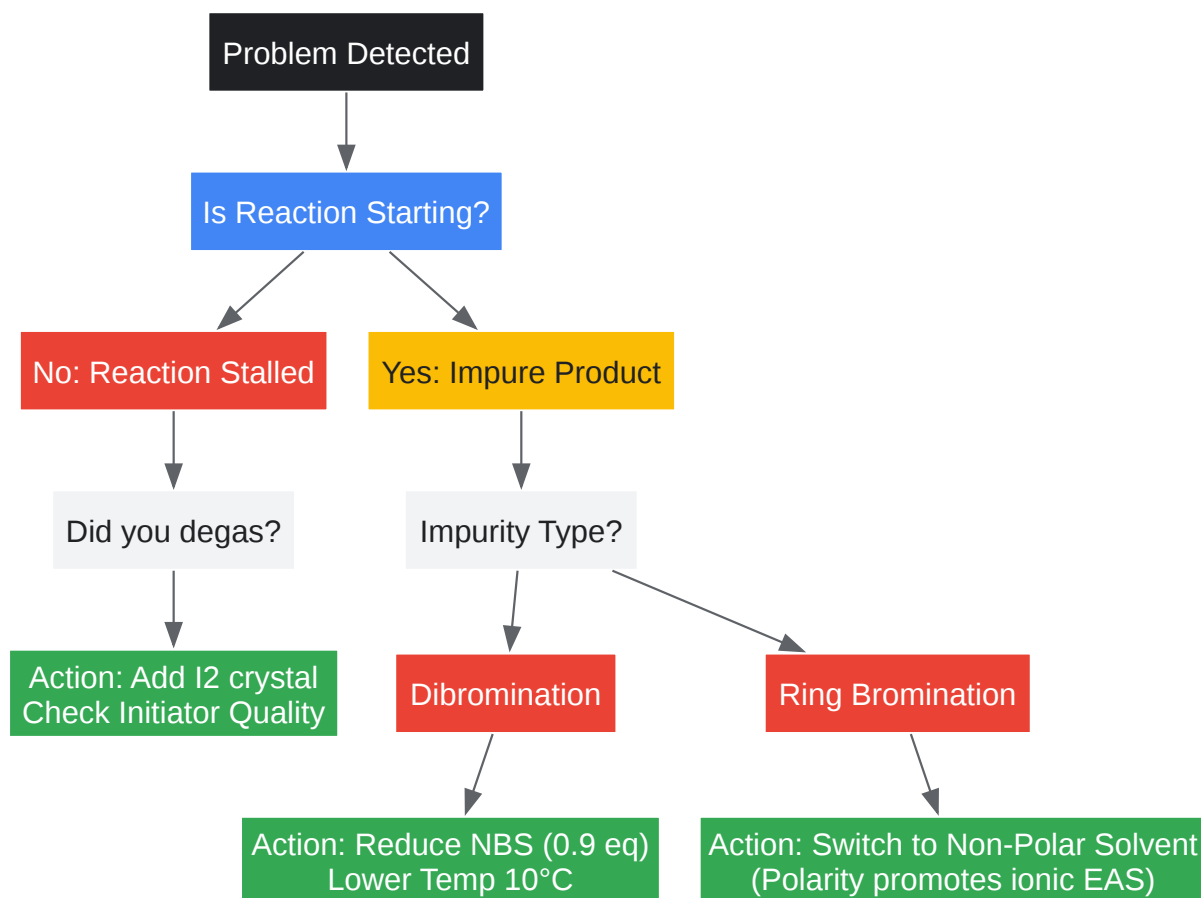 Problem Detected
Is Reaction Starting?
No: Reaction Stalled
Yes: Impure Product
Did you degas?
Impurity Type?
Action: Add I2 crystal
Check Initiator Quality
Dibromination
Ring Bromination
Action: Reduce NBS (0.9 eq)
Lower Temp 10°C
Action: Switch to Non-Polar Solvent
(Polarity promotes ionic EAS)